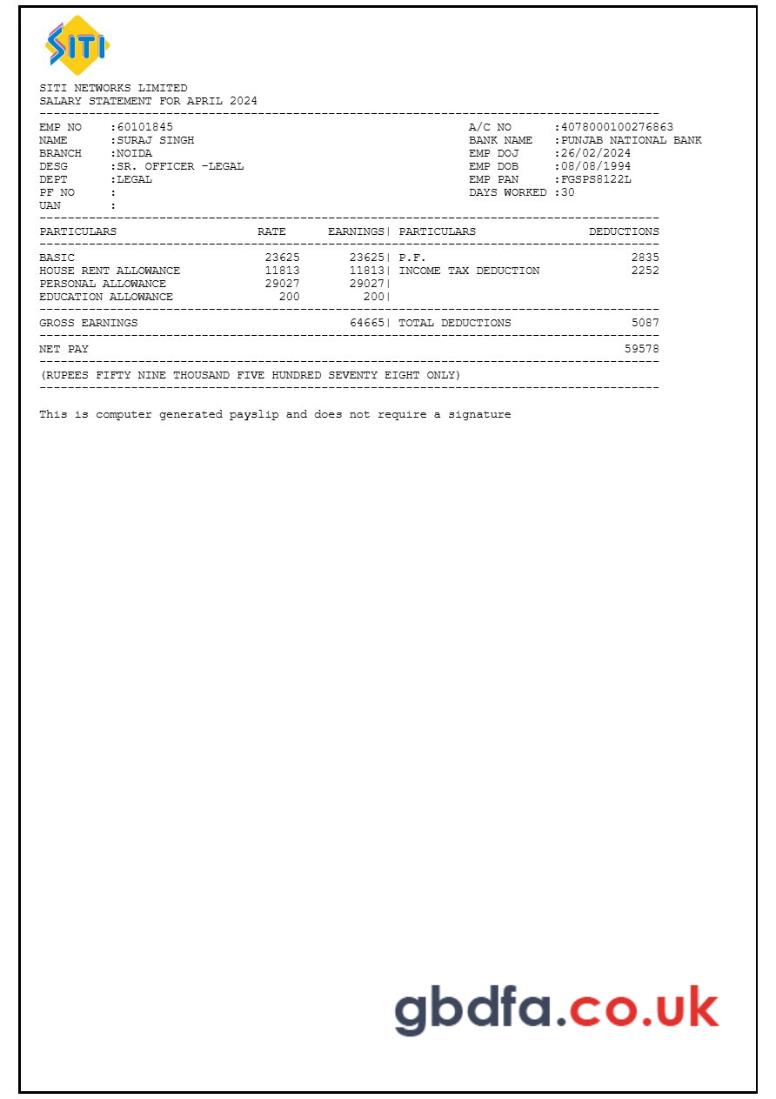 SITI
SITI NETWORKS LIMITED
SALARY STATEMENT FOR APRIL 2024
EMP NO :60101845 A/C NO :4078000100276863
NAME :SURAJ SINGH BANK NAME :PUNJAB NATIONAL BANK
BRANCH :NOIDA EMP DOJ :26/02/2024
DESG :SR. OFFICER -LEGAL EMP DOB :08/08/1994
DEPT :LEGAL EMP PAN :FGSPS8122L
PF NO : DAYS WORKED :30
UAN :
PARTICULARS RATE EARNINGS| PARTICULARS DEDUCTIONS
BASIC 23625 23625| P.F. 2835
HOUSE RENT ALLOWANCE 11813 11813| INCOME TAX DEDUCTION 2252
PERSONAL ALLOWANCE 29027 29027|
EDUCATION ALLOWANCE 200 200|
GROSS EARNINGS 64665| TOTAL DEDUCTIONS 5087
NET PAY 59578
(RUPEES FIFTY NINE THOUSAND FIVE HUNDRED SEVENTY EIGHT ONLY)
This is computer generated payslip and does not require a signature
gbdfa.co.uk